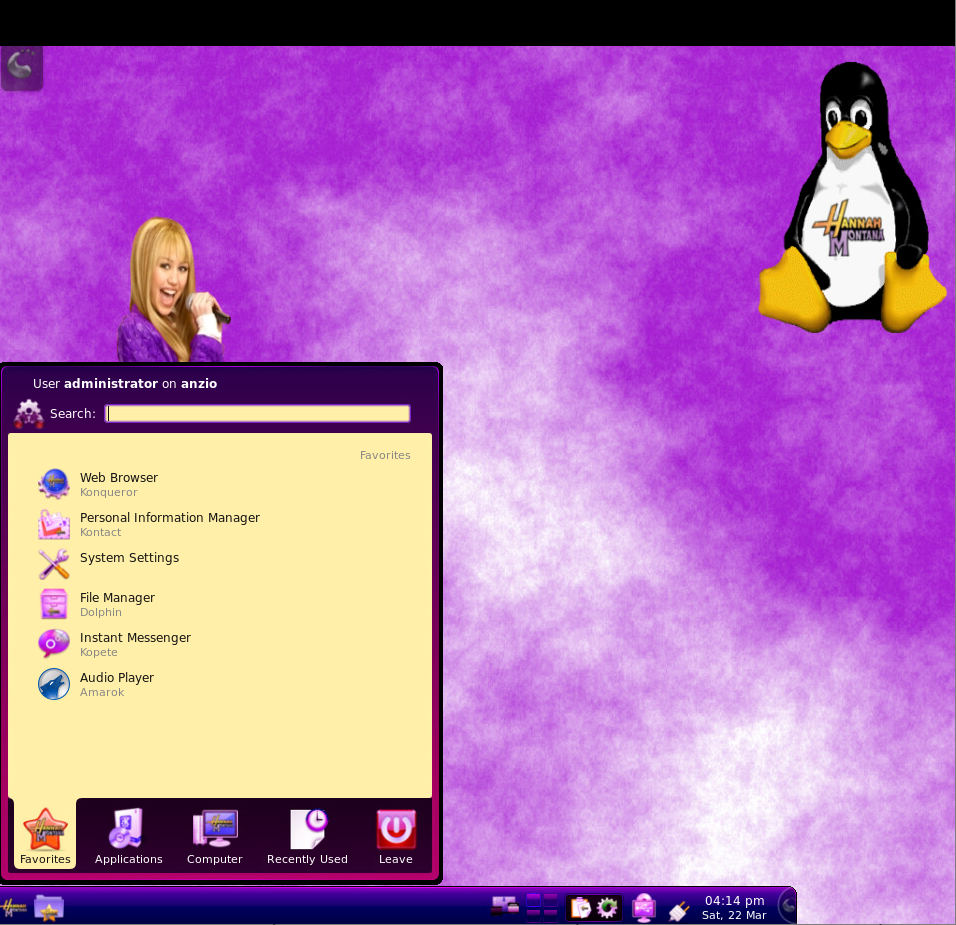 HANNAH
MONTANA
User administrator on anzio
Search:
Favorites
Web Browser
Konqueror
Personal Information Manager
Kontact
System Settings
File Manager
Dolphin
Instant Messenger
Kopete
Audio Player
Amarok
Favorites Applications Computer Recently Used Leave
04:14 pm
Sat, 22 Mar